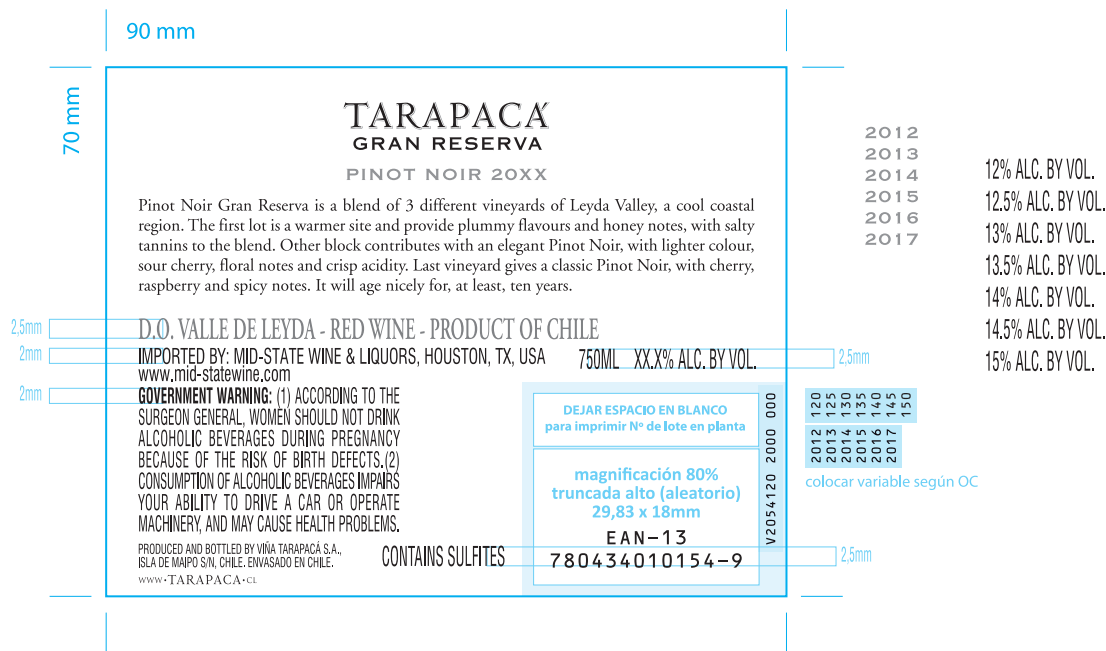 90 mm
70 mm
TARAPACÁ
GRAN RESERVA
PINOT NOIR 20XX
Pinot Noir Gran Reserva is a blend of 3 different vineyards of Leyda Valley, a cool coastal
region. The first lot is a warmer site and provide plummy flavours and honey notes, with salty
tannins to the blend. Other block contributes with an elegant Pinot Noir, with lighter colour,
sour cherry, floral notes and crisp acidity. Last vineyard gives a classic Pinot Noir, with cherry,
raspberry and spicy notes. It will age nicely for, at least, ten years.
2,5mm
D.O. VALLE DE LEYDA - RED WINE - PRODUCT OF CHILE
2mm
IMPORTED BY: MID-STATE WINE & LIQUORS, HOUSTON, TX, USA
www.mid-statewine.com
750ML XX.X% ALC. BY VOL.
2,5mm
2mm
GOVERNMENT WARNING: (1) ACCORDING TO THE
SURGEON GENERAL, WOMEN SHOULD NOT DRINK
ALCOHOLIC BEVERAGES DURING PREGNANCY
BECAUSE OF THE RISK OF BIRTH DEFECTS.(2)
CONSUMPTION OF ALCOHOLIC BEVERAGES IMPAIRS
YOUR ABILITY TO DRIVE A CAR OR OPERATE
MACHINERY, AND MAY CAUSE HEALTH PROBLEMS.
PRODUCED AND BOTTLED BY VIÑA TARAPACÁ S.A.,
ISLA DE MAIPO S/N, CHILE. ENVASADO EN CHILE.
WWW•TARAPACA•CL
CONTAINS SULFITES
2,5mm
DEJAR ESPACIO EN BLANCO
para imprimir Nº de lote en planta
magnificación 80%
truncada alto (aleatorio)
29,83 x 18mm
EAN-13
780434010154-9
V2054120 2000 000
2012
2013
2014
2015
2016
2017
12% ALC. BY VOL.
12.5% ALC. BY VOL.
13% ALC. BY VOL.
13.5% ALC. BY VOL.
14% ALC. BY VOL.
14.5% ALC. BY VOL.
15% ALC. BY VOL.
120
125
130
135
140
145
150
2012
2013
2014
2015
2016
2017
colocar variable según OC